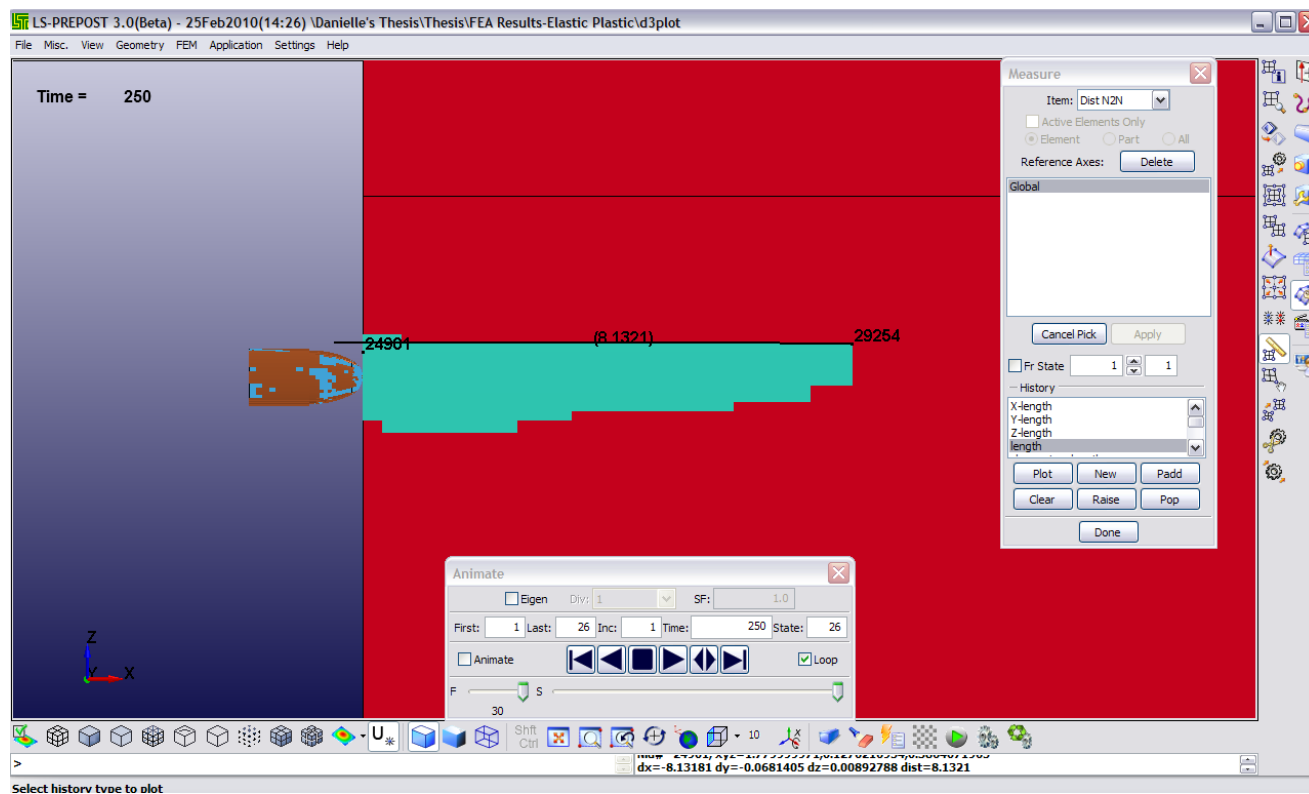 LS-PREPOST 3.0(Beta) - 25Feb2010(14:26) \Danielle's Thesis\Thesis\FEA Results-Elastic Plastic\d3plot
File Misc. View Geometry FEM Application Settings Help
Time = 250
24901
(8.1321)
29254
Z
Y
X
Measure
Item: Dist N2N
Active Elements Only
Element Part All
Reference Axes: Delete
Global
Cancel Pick Apply
Fr State 1 1
History
X-length
Y-length
Z-length
length
Plot New Padd
Clear Raise Pop
Done
Animate
Eigen Div: 1 SF: 1.0
First: 1 Last: 26 Inc: 1 Time: 250 State: 26
Animate Loop
F S
30
U*
Shft
Ctrl
10
>
dx=-8.13181 dy=-0.0681405 dz=0.00892788 dist=8.1321
Select history type to plot